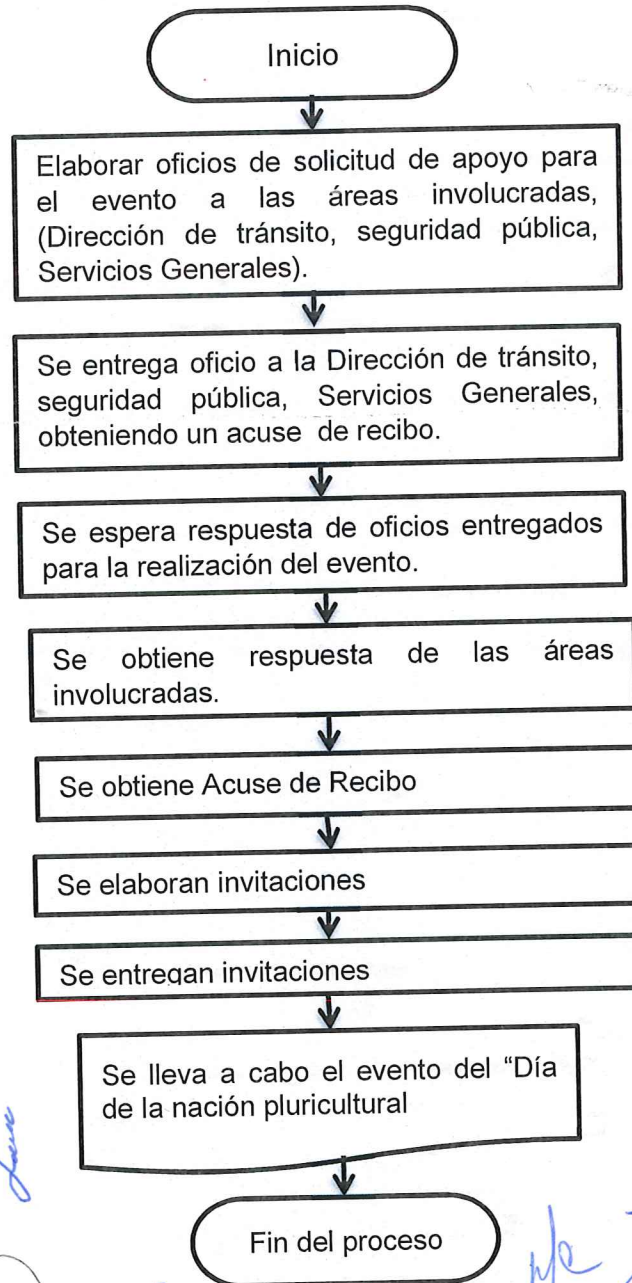 Inicio
Elaborar oficios de solicitud de apoyo para
el evento a las áreas involucradas,
(Dirección de tránsito, seguridad pública,
Servicios Generales).
Se entrega oficio a la Dirección de tránsito,
seguridad pública, Servicios Generales,
obteniendo un acuse de recibo.
Se espera respuesta de oficios entregados
para la realización del evento.
Se obtiene respuesta de las áreas
involucradas.
Se obtiene Acuse de Recibo
Se elaboran invitaciones
Se entregan invitaciones
Se lleva a cabo el evento del “Día
de la nación pluricultural
Fin del proceso